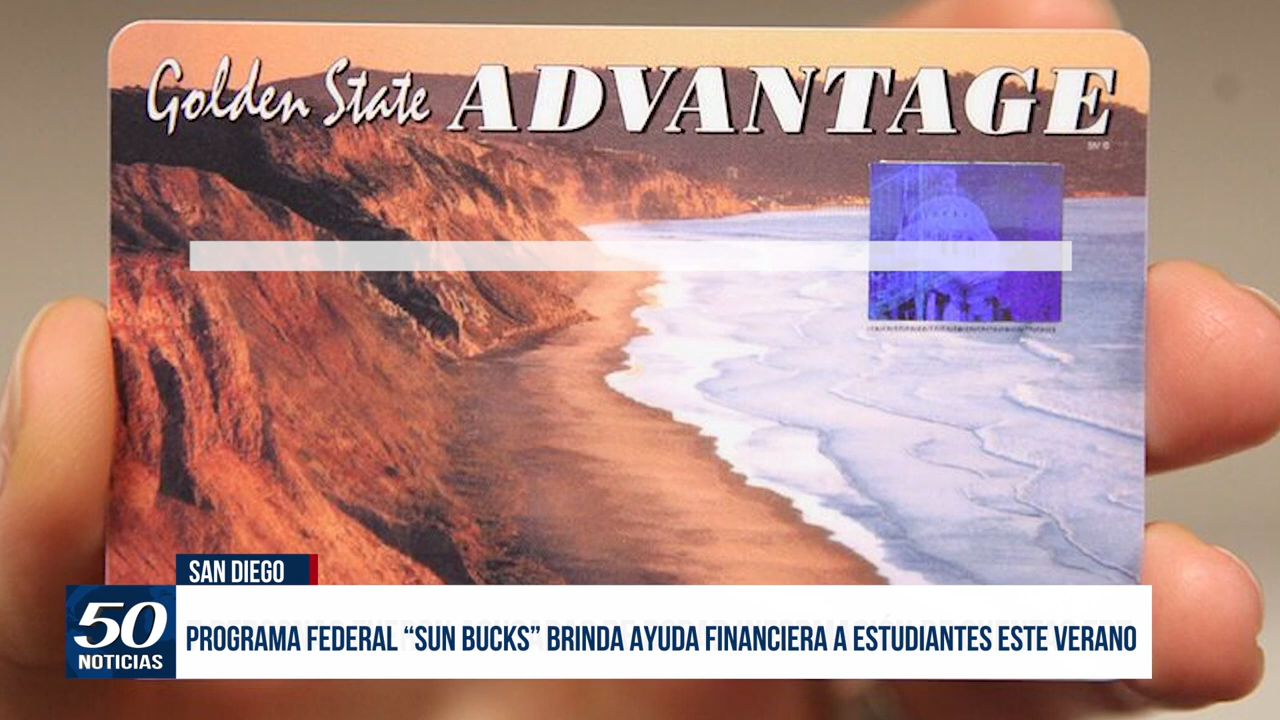 Golden State ADVANTAGE
SAN DIEGO
50
NOTICIAS
PROGRAMA FEDERAL “SUN BUCKS” BRINDA AYUDA FINANCIERA A ESTUDIANTES ESTE VERANO